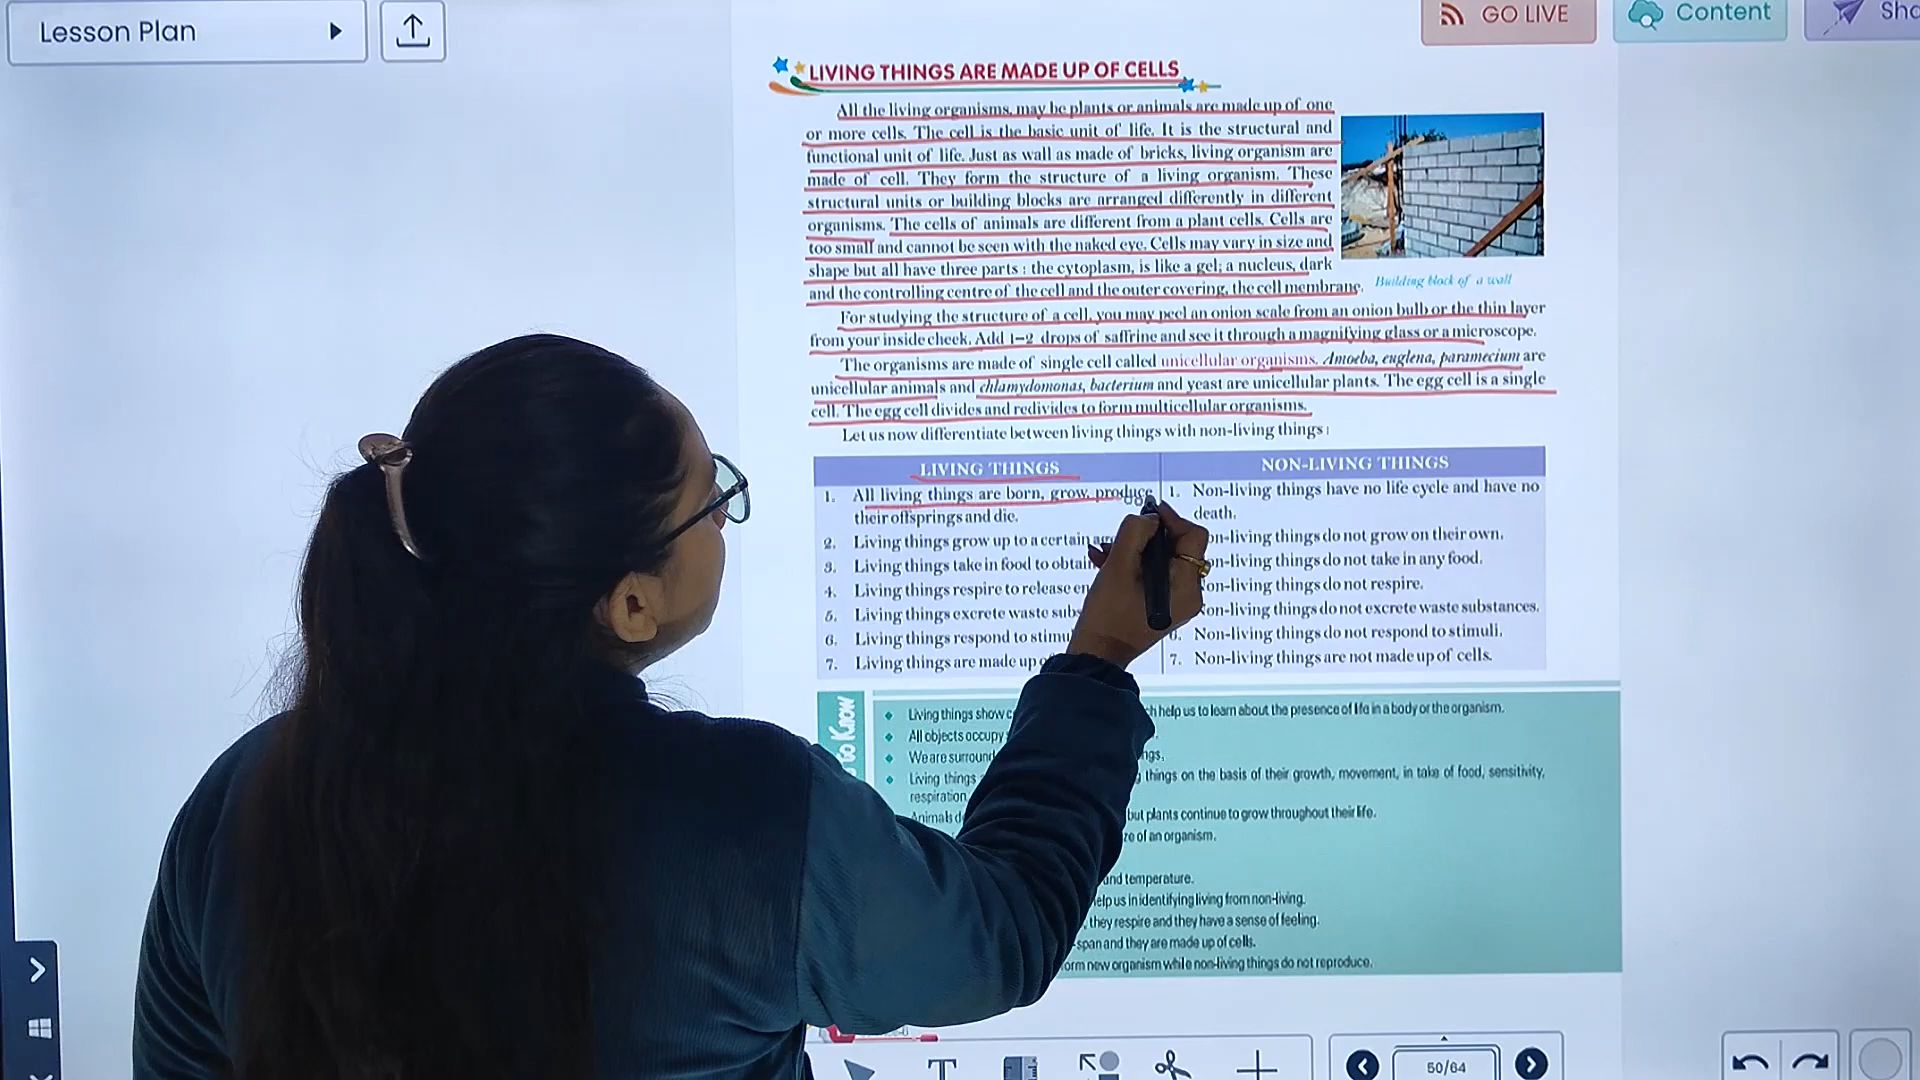 Lesson Plan
GO LIVE
Content
LIVING THINGS ARE MADE UP OF CELLS
All the living organisms, may be plants or animals are made up of one
or more cells. The cell is the basic unit of life. It is the structural and
functional unit of life. Just as wall as made of bricks, living organism are
made of cell. They form the structure of a living organism. These
structural units or building blocks are arranged differently in different
organisms. The cells of animals are different from a plant cells. Cells are
too small and cannot be seen with the naked eye. Cells may vary in size and
shape but all have three parts : the cytoplasm, is like a gel; a nucleus, dark
and the controlling centre of the cell and the outer covering, the cell membrane.
Building block of a wall
For studying the structure of a cell, you may peel an onion scale from an onion bulb or the thin layer
from your inside cheek. Add 1–2 drops of saffrine and see it through a magnifying glass or a microscope.
The organisms are made of single cell called unicellular organisms. Amoeba, euglena, paramecium are
unicellular animals and chlamydomonas, bacterium and yeast are unicellular plants. The egg cell is a single
cell. The egg cell divides and redivides to form multicellular organisms.
Let us now differentiate between living things with non-living things :
LIVING THINGS
1. All living things are born, grow, produce
their offsprings and die.
2. Living things grow up to a certain
3. Living things take in food to obtain
4. Living things respire to release
5. Living things excrete waste
6. Living things respond to
7. Living things are made up
NON-LIVING THINGS
1. Non-living things have no life cycle and have no
death.
on-living things do not grow on their own.
on-living things do not take in any food.
on-living things do not respire.
on-living things do not excrete waste substances.
6. Non-living things do not respond to stimuli.
7. Non-living things are not made up of cells.
to Know
Living things show help us to learn about the presence of life in a body or the organism.
All objects occupy
We are surround ngs.
Living things things on the basis of their growth, movement, in take of food, sensitivity,
respiration
Animals but plants continue to grow throughout their life.
of an organism.
and temperature.
help us in identifying living from non-living.
, they respire and they have a sense of feeling.
-span and they are made up of cells.
orm new organism while non-living things do not reproduce.
50/64